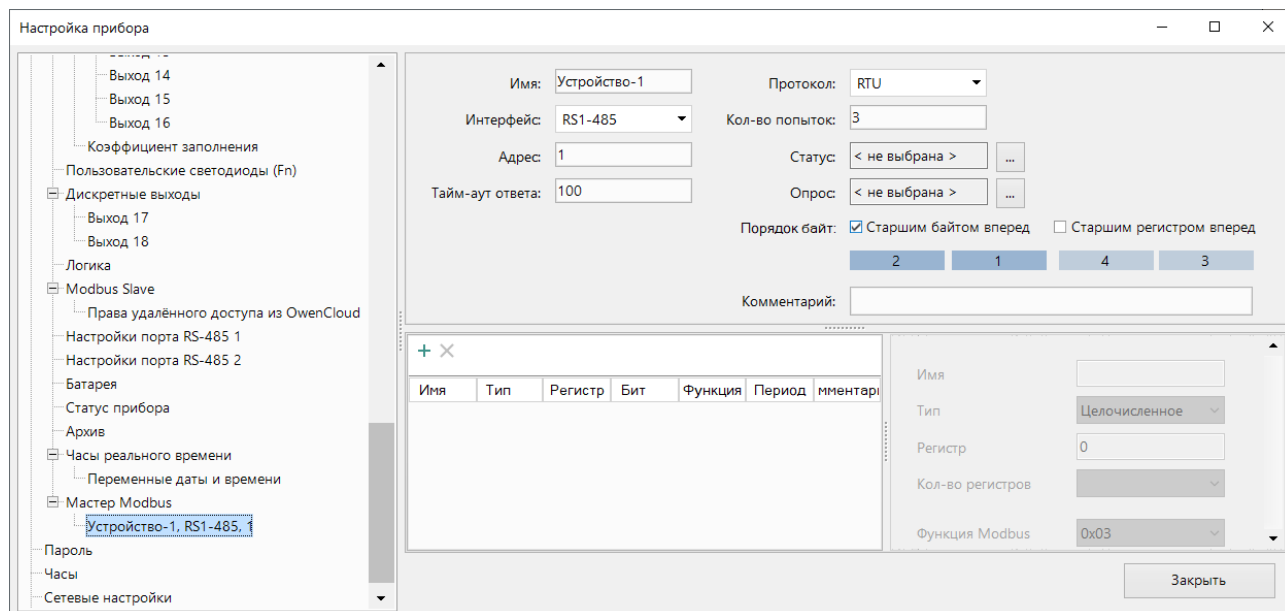 Настройка прибора
Выход 14
Выход 15
Выход 16
Коэффициент заполнения
Пользовательские светодиоды (Fn)
Дискретные выходы
Выход 17
Выход 18
Логика
Modbus Slave
Права удалённого доступа из OwenCloud
Настройки порта RS-485 1
Настройки порта RS-485 2
Батарея
Статус прибора
Архив
Часы реального времени
Переменные даты и времени
Мастер Modbus
Устройство-1, RS1-485, 1
Пароль
Часы
Сетевые настройки
Имя: Устройство-1 Протокол: RTU
Интерфейс: RS1-485 Кол-во попыток: 3
Адрес: 1 Статус: < не выбрана > ...
Тайм-аут ответа: 100 Опрос: < не выбрана > ...
Порядок байт: Старшим байтом вперед Старшим регистром вперед
2 1 4 3
Комментарий:
Имя Тип Регистр Бит Функция Период мментари
Имя
Тип Целочисленное
Регистр 0
Кол-во регистров
Функция Modbus 0x03
Закрыть